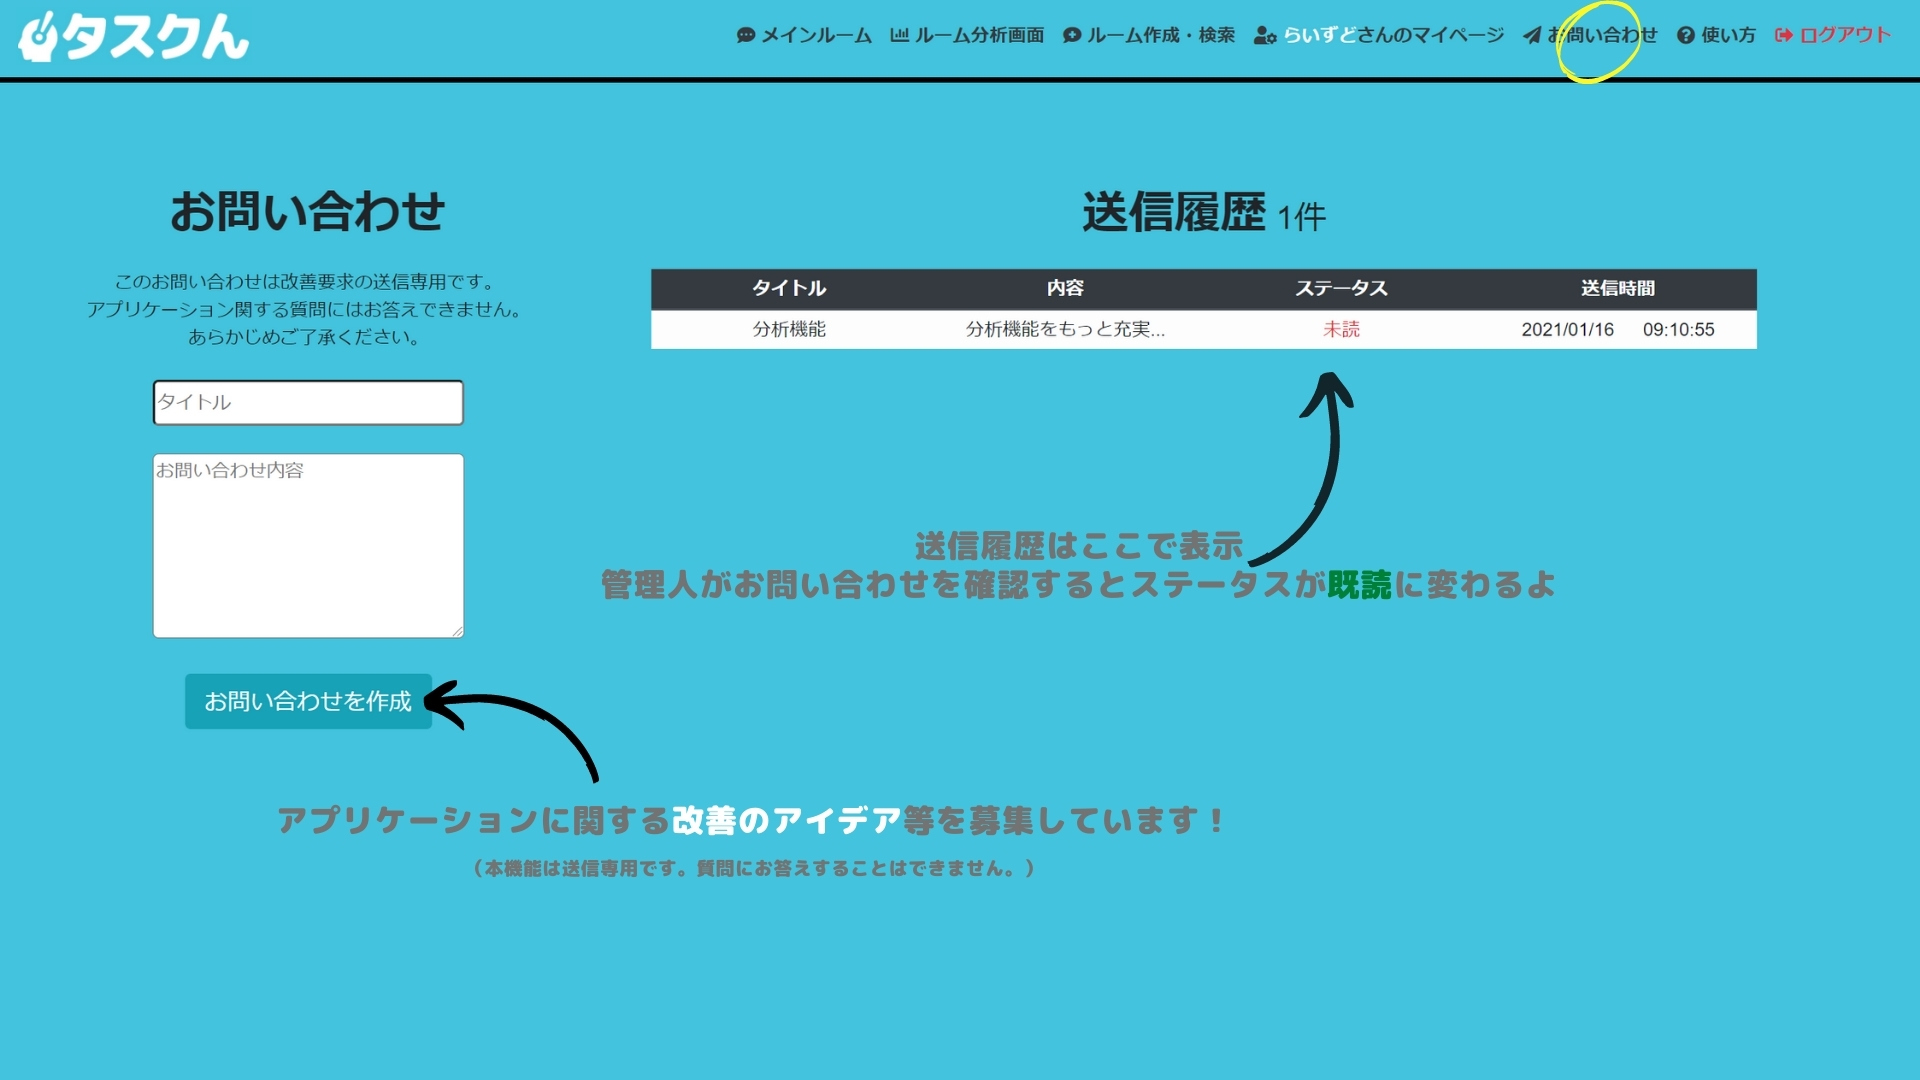 タスクん
メインルーム ルーム分析画面 ルーム作成・検索 らいずどさんのマイページ お問い合わせ 使い方 ログアウト
お問い合わせ
このお問い合わせは改善要求の送信専用です。
アプリケーション関する質問にはお答えできません。
あらかじめご了承ください。
タイトル
お問い合わせ内容
お問い合わせを作成
送信履歴 1件
タイトル 内容 ステータス 送信時間
分析機能 分析機能をもっと充実... 未読 2021/01/16 09:10:55
送信履歴はここで表示
管理人がお問い合わせを確認するとステータスが既読に変わるよ
アプリケーションに関する改善のアイデア等を募集しています！
（本機能は送信専用です。質問にお答えすることはできません。）